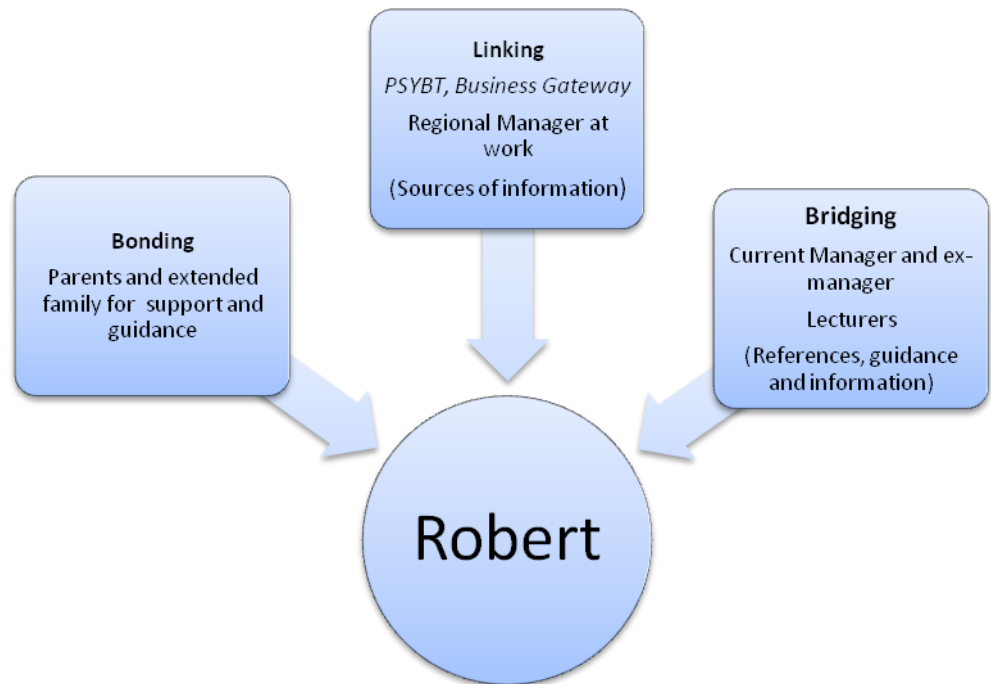 Linking
PSYBT, Business Gateway
Regional Manager at
work
(Sources of information)
Bonding
Parents and extended
family for support and
guidance
Bridging
Current Manager and ex-
manager
Lecturers
(References, guidance
and information)
Robert